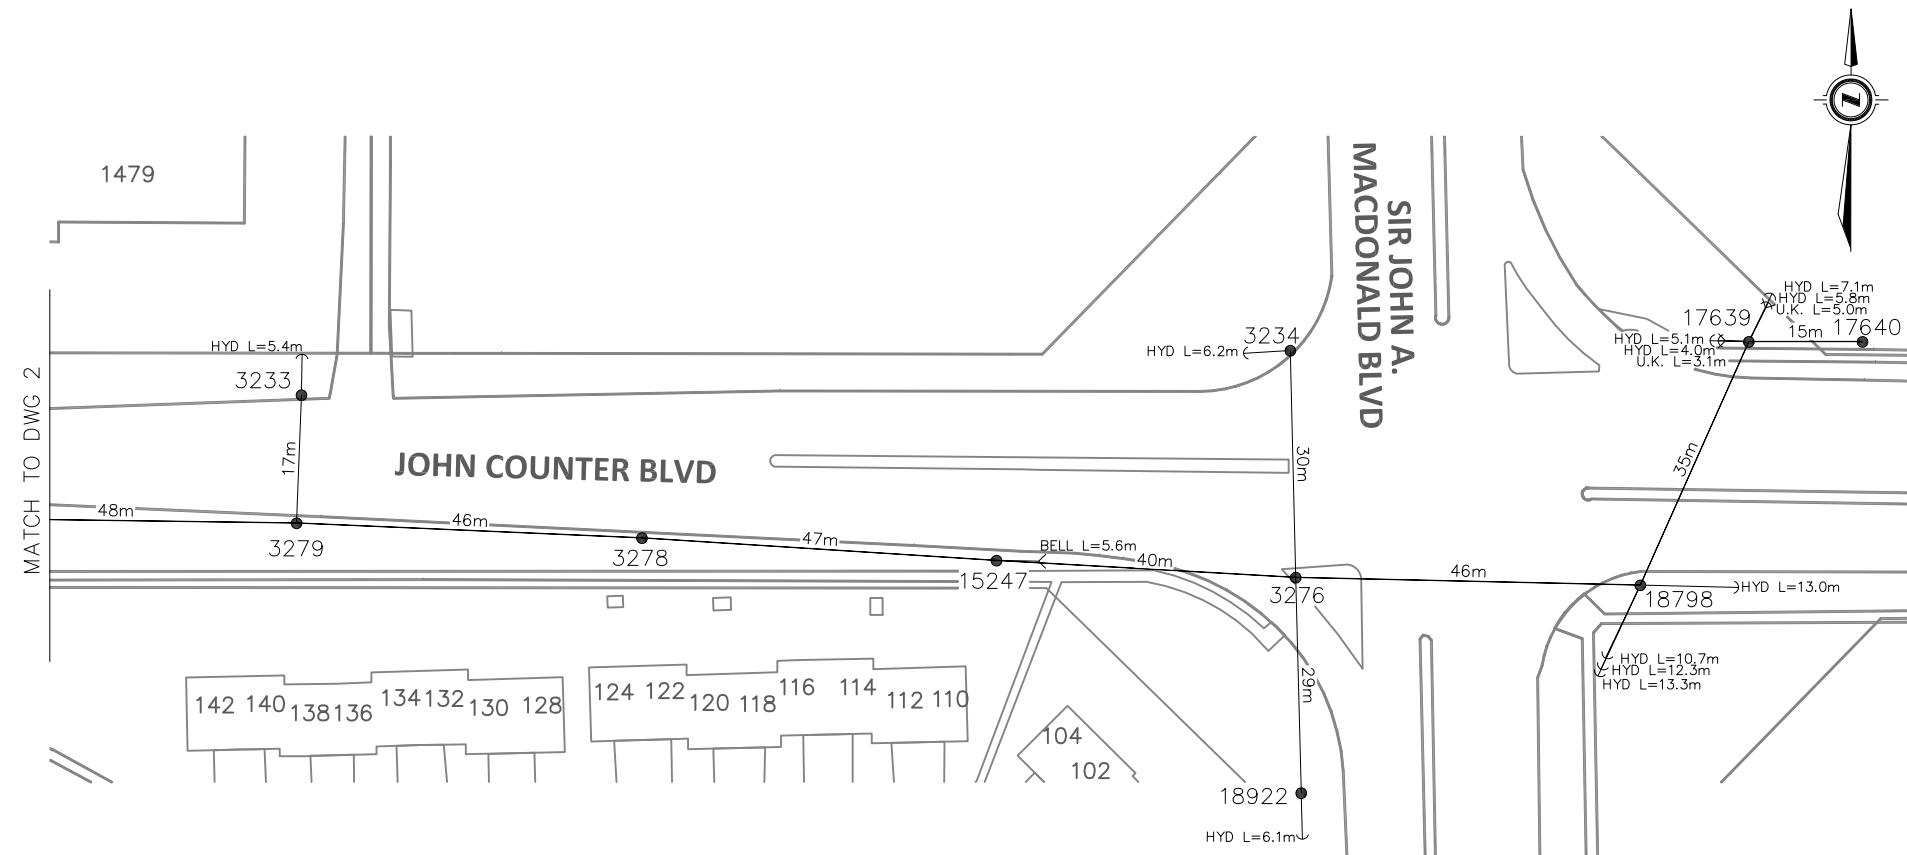 1479
SIR JOHN A.
MACDONALD BLVD
HYD L=7.1m
HYD L=5.8m
U.K. L=5.0m
17639
15m
17640
HYD L=5.1m
HYD L=4.0m
U.K. L=3.1m
3234
HYD L=6.2m
HYD L=5.4m
3233
MATCH TO DWG 2
17m
JOHN COUNTER BLVD
30m
35m
48m
46m
47m
BELL L=5.6m
40m
46m
3279
3278
15247
3276
18798
HYD L=13.0m
HYD L=10.7m
HYD L=12.3m
HYD L=13.3m
29m
142 140 138 136 134 132 130 128
124 122 120 118 116 114 112 110
104
102
18922
HYD L=6.1m